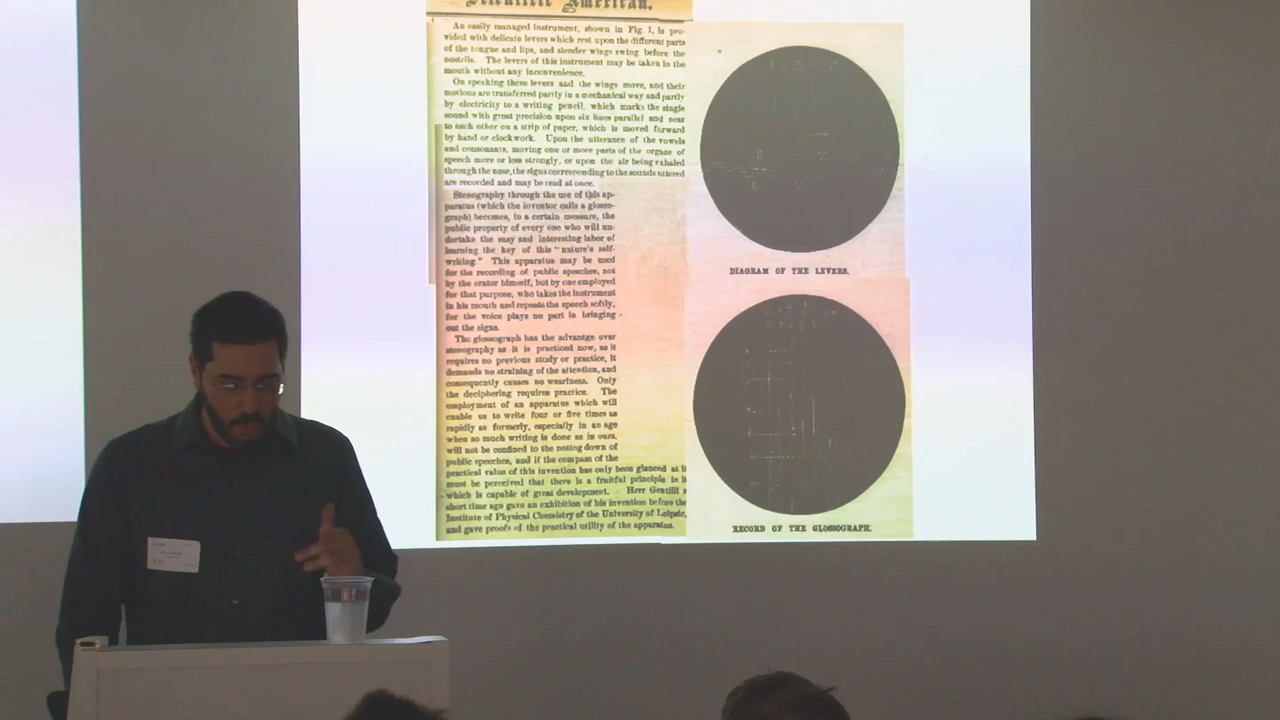 Scientific American.
An easily managed instrument, shown in Fig. 1, is pro-
vided with delicate levers which rest upon the different parts
of the tongue and lips, and slender wings swing before the
nostrils. The levers of this instrument may be taken in the
mouth without any inconvenience.
On speaking these levers and the wings move, and their
motions are transferred partly in a mechanical way and partly
by electricity to a writing pencil, which marks the single
sound with great precision upon six lines parallel and near
to each other on a strip of paper, which is moved forward
by hand or clockwork. Upon the utterance of the vowels
and consonants, moving one or more parts of the organs of
speech more or less strongly, or upon the air being exhaled
through the nose, the signs corresponding to the sounds uttered
are recorded and may be read at once.
Stenography through the use of this ap-
paratus (which the inventor calls a glosso-
graph) becomes, in a certain measure, the
public property of every one who will un-
dertake the easy and interesting labor of
learning the key of this "nature's self-
writing." This apparatus may be used
for the recording of public speeches, not
by the orator himself, but by one employed
for that purpose, who takes the instrument
in his mouth and repeats the speech softly,
for the voice plays no part in bringing
out the signs.
The glossograph has the advantge over
stenography as it is practiced now, as it
requires no previous study or practice, it
demands no straining of the attention, and
consequently causes no weariness. Only
the deciphering requires practice. The
employment of an apparatus which will
enable us to write four or five times as
rapidly as formerly, especially in an age
when so much writing is done as in ours,
will not be confined to the noting down of
public speeches, and if the compass of the
practical value of this invention has only been glanced at it
must be perceived that there is a fruitful principle in it
which is capable of great development. Herr Gentilli a
short time ago gave an exhibition of his invention before the
Institute of Physical Chemistry of the University of Leipsic,
and gave proofs of the practical utility of the apparatus.
DIAGRAM OF THE LEVERS.
RECORD OF THE GLOSSOGRAPH.